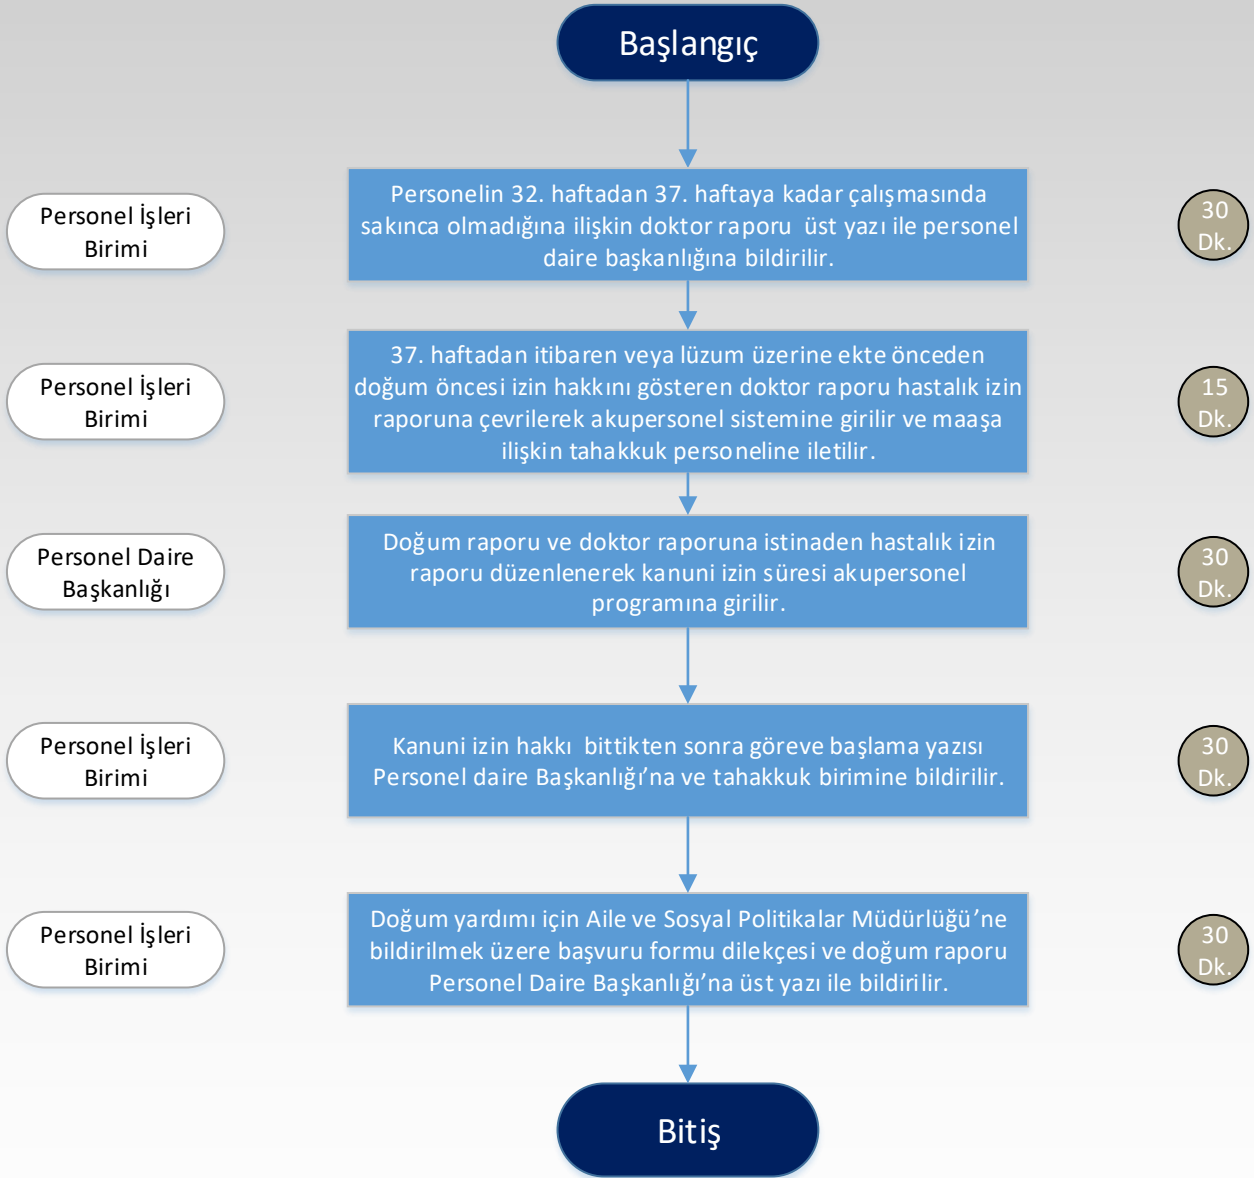 Başlangıç
Personel İşleri
Birimi
Personelin 32. haftadan 37. haftaya kadar çalışmasında
sakınca olmadığına ilişkin doktor raporu üst yazı ile personel
daire başkanlığına bildirilir.
30
Dk.
Personel İşleri
Birimi
37. haftadan itibaren veya lüzum üzerine ekte önceden
doğum öncesi izin hakkını gösteren doktor raporu hastalık izin
raporuna çevrilerek akupersonel sistemine girilir ve maaşa
ilişkin tahakkuk personeline iletilir.
15
Dk.
Personel Daire
Başkanlığı
Doğum raporu ve doktor raporuna istinaden hastalık izin
raporu düzenlenerek kanuni izin süresi akupersonel
programına girilir.
30
Dk.
Personel İşleri
Birimi
Kanuni izin hakkı bittikten sonra göreve başlama yazısı
Personel daire Başkanlığı’na ve tahakkuk birimine bildirilir.
30
Dk.
Personel İşleri
Birimi
Doğum yardımı için Aile ve Sosyal Politikalar Müdürlüğü’ne
bildirilmek üzere başvuru formu dilekçesi ve doğum raporu
Personel Daire Başkanlığı’na üst yazı ile bildirilir.
30
Dk.
Bitiş